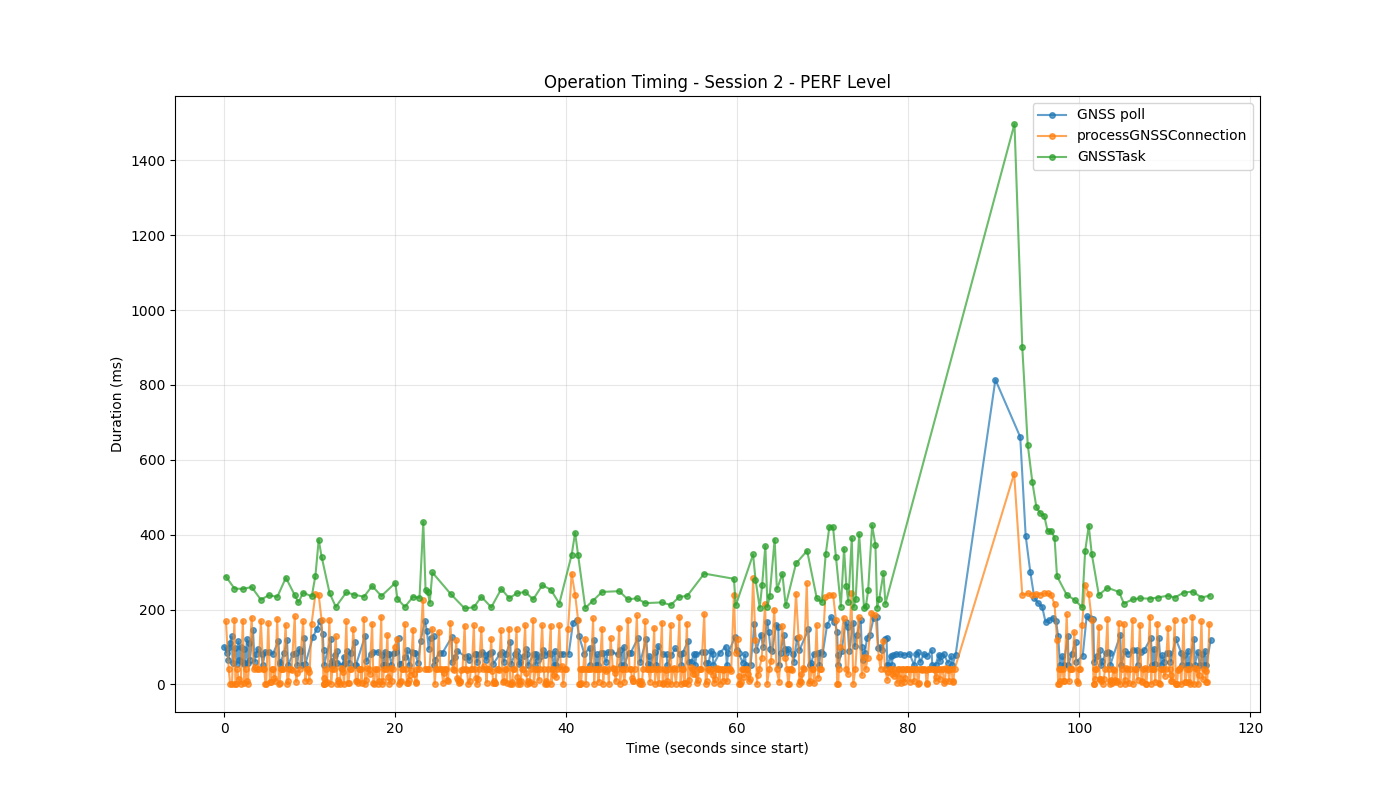 Operation Timing - Session 2 - PERF Level
GNSS poll
processGNSSConnection
GNSSTask
Duration (ms)
1400
1200
1000
800
600
400
200
0
0 20 40 60 80 100 120
Time (seconds since start)